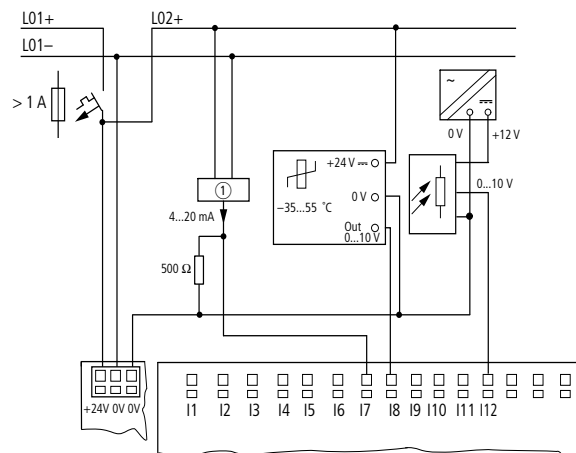 L01+ L02+
L01–
> 1 A
~
0 V +12 V
+24 V
0 V
–35...55 °C
Out
0...10 V
0...10 V
①
4...20 mA
500 Ω
+24V 0V 0V
I1 I2 I3 I4 I5 I6 I7 I8 I9 I10 I11 I12